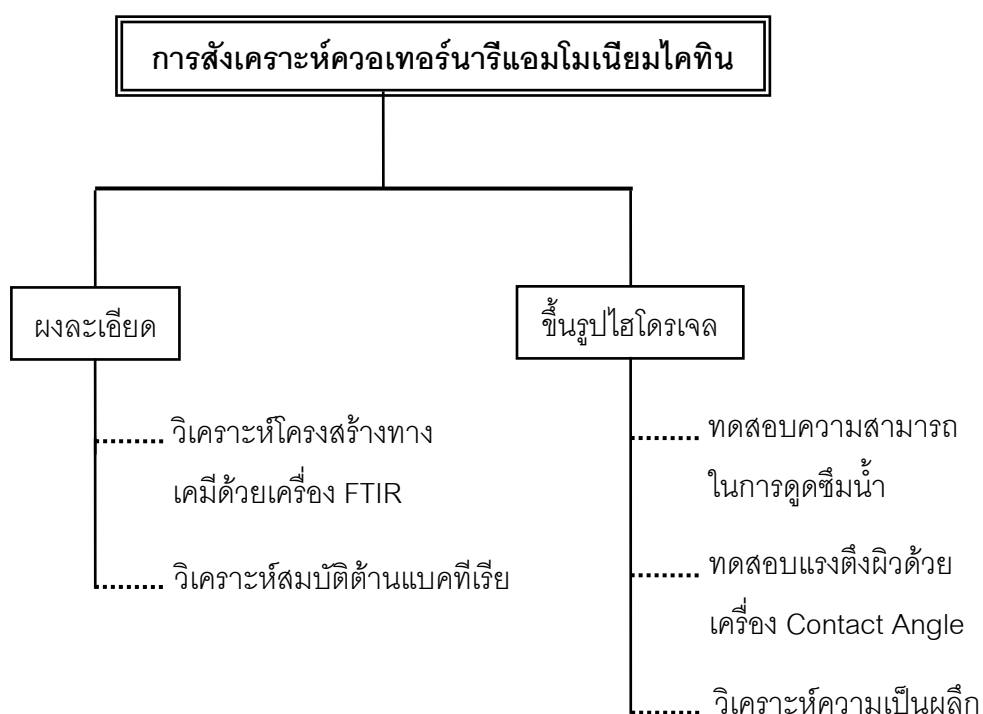 การสังเคราะห์ควอเทอร์นารีแอมโมเนียมไคทิน
ผงละเอียด
วิเคราะห์โครงสร้างทาง
เคมีด้วยเครื่อง FTIR
วิเคราะห์สมบัติต้านแบคทีเรีย
ขึ้นรูปไฮโดรเจล
ทดสอบความสามารถ
ในการดูดซึมน้ำ
ทดสอบแรงตึงผิวด้วย
เครื่อง Contact Angle
วิเคราะห์ความเป็นผลึก